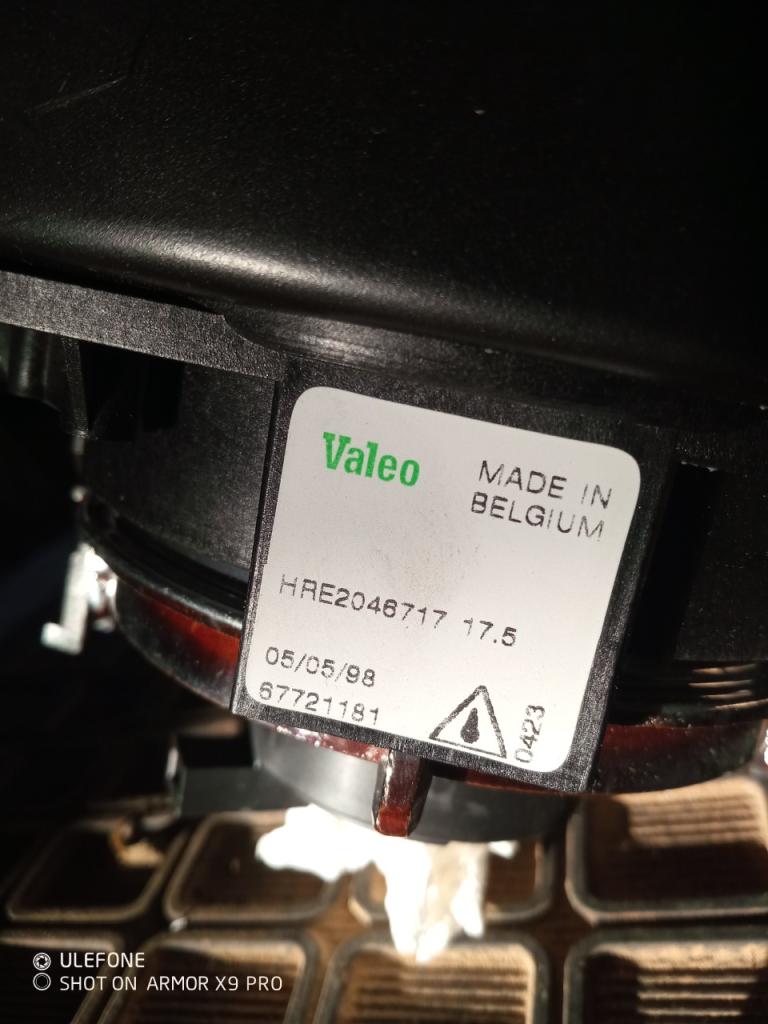 Valeo
MADE IN
BELGIUM
HRE2046717 17.5
05/05/98
67721181
0423
ULEFONE
SHOT ON ARMOR X9 PRO